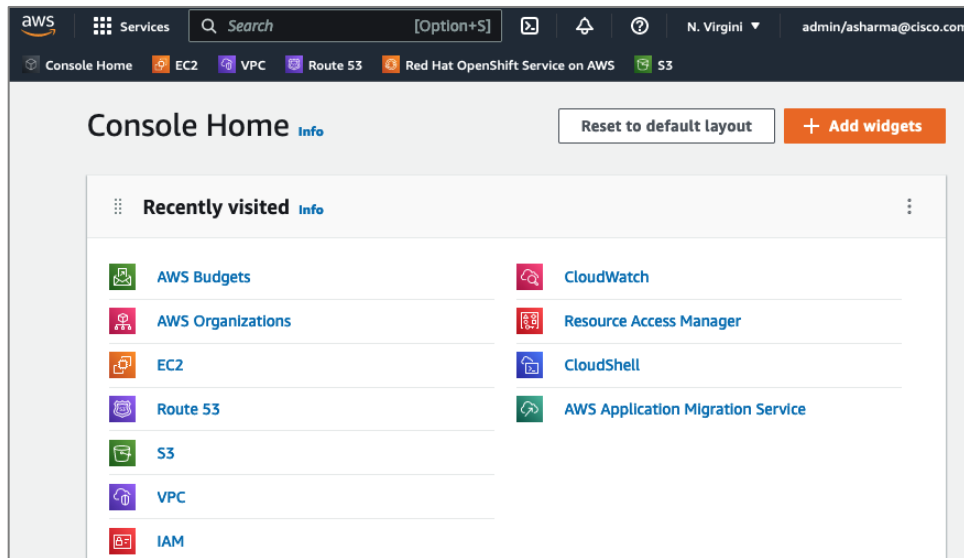 aws Services Search [Option+S] N. Virgini admin/asharma@cisco.com
Console Home EC2 VPC Route 53 Red Hat OpenShift Service on AWS S3
Console Home Info Reset to default layout + Add widgets
Recently visited Info
AWS Budgets CloudWatch
AWS Organizations Resource Access Manager
EC2 CloudShell
Route 53 AWS Application Migration Service
S3
VPC
IAM